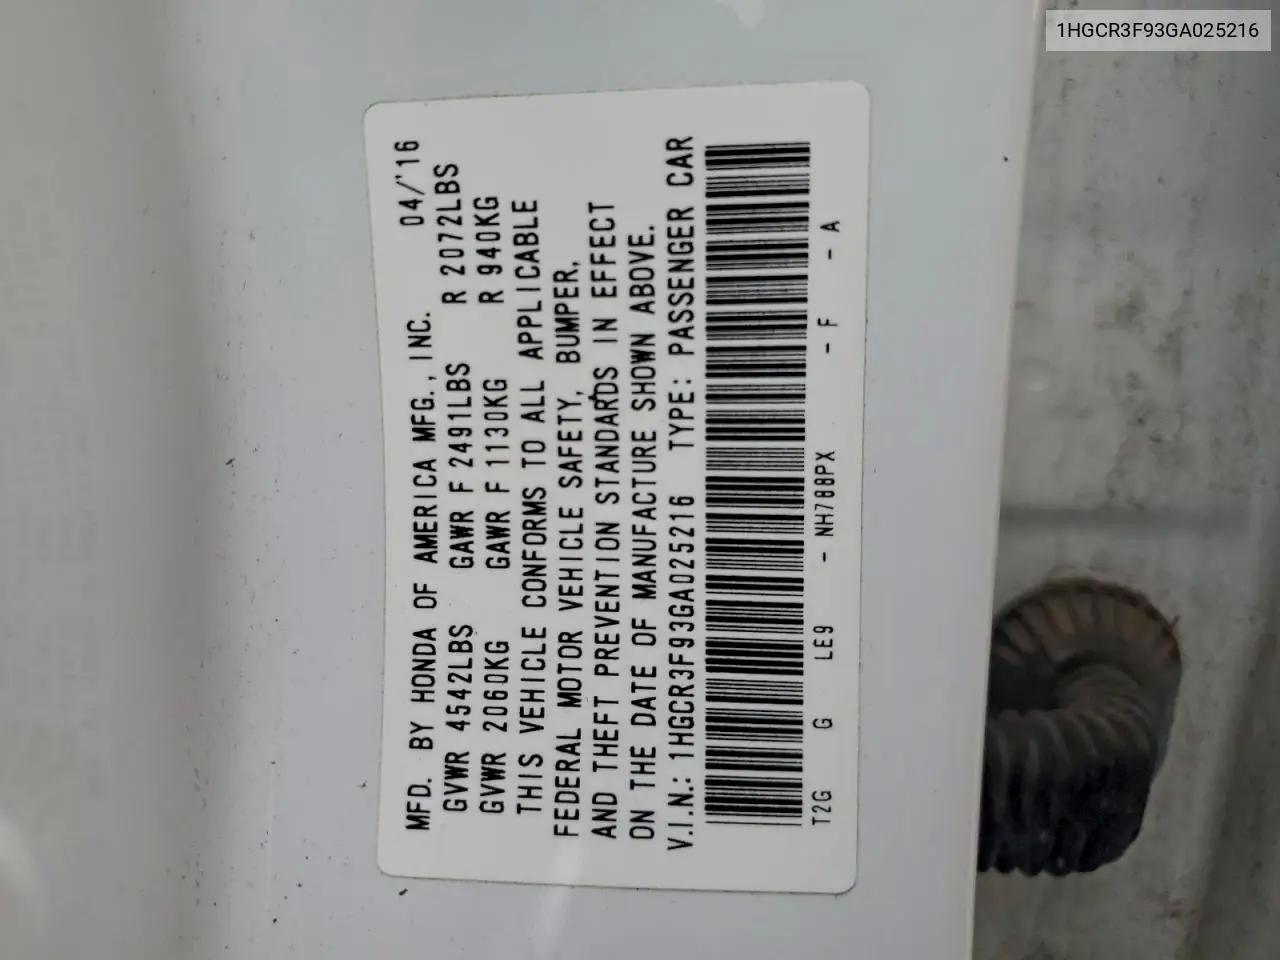 1HGCR3F93GA025216
MFD. BY HONDA OF AMERICA MFG., INC. 04/'16
GVWR 4542LBS GAWR F 2491LBS R 2072LBS
GVWR 2060KG GAWR F 1130KG R 940KG
THIS VEHICLE CONFORMS TO ALL APPLICABLE
FEDERAL MOTOR VEHICLE SAFETY, BUMPER,
AND THEFT PREVENTION STANDARDS IN EFFECT
ON THE DATE OF MANUFACTURE SHOWN ABOVE.
V.I.N.: 1HGCR3F93GA025216 TYPE: PASSENGER CAR
T2G G LE9 - NH788PX - F - A